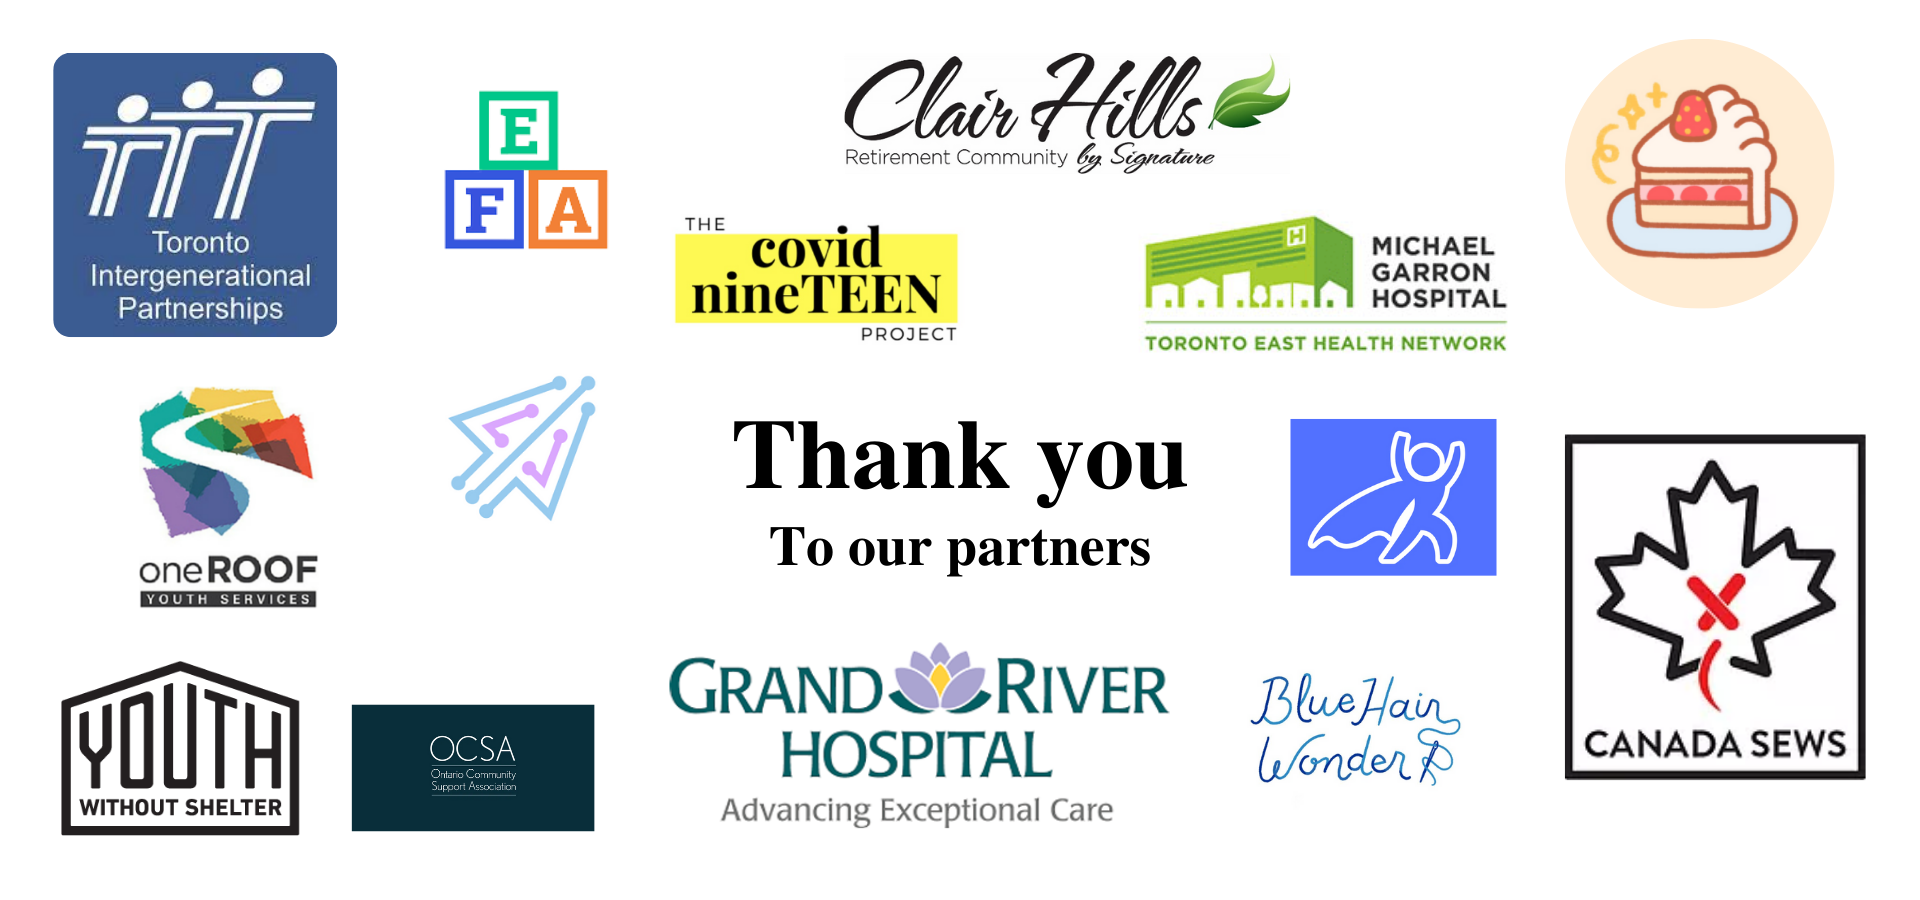 Toronto
Intergenerational
Partnerships
E
F A
Clair Hills
Retirement Community by Signature
THE
covid
nineTEEN
PROJECT
H
MICHAEL
GARRON
HOSPITAL
TORONTO EAST HEALTH NETWORK
oneROOF
YOUTH SERVICES
Thank you
To our partners
YOUTH
WITHOUT SHELTER
OCSA
Ontario Community
Support Association
GRAND RIVER
HOSPITAL
Advancing Exceptional Care
Blue Hair
Wonder
CANADA SEWS